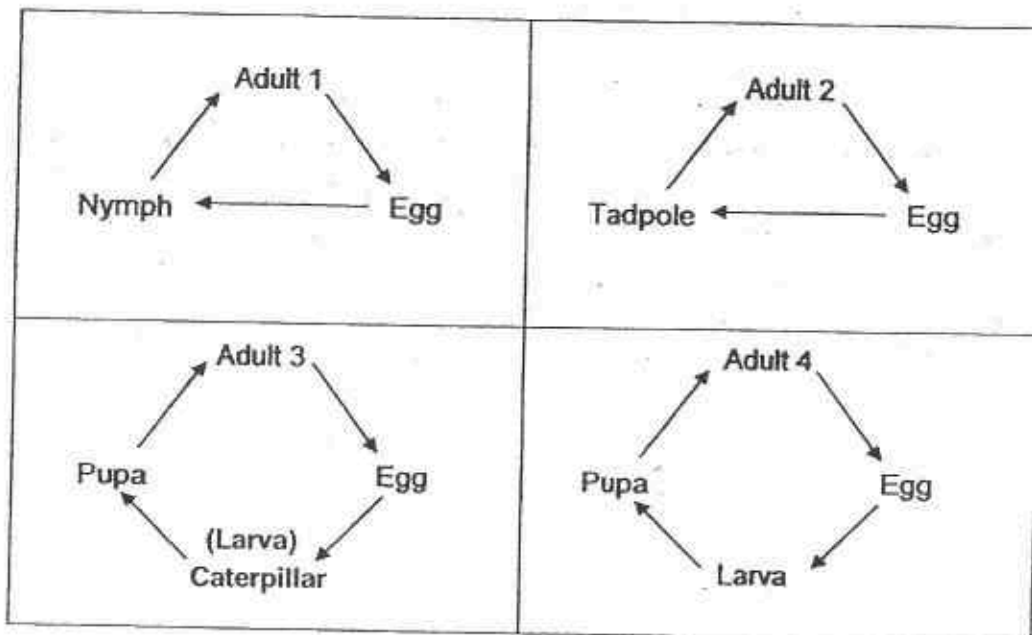 Adult 1
Nymph
Egg
Adult 2
Tadpole
Egg
Adult 3
Pupa
Egg
(Larva)
Caterpillar
Adult 4
Pupa
Egg
Larva